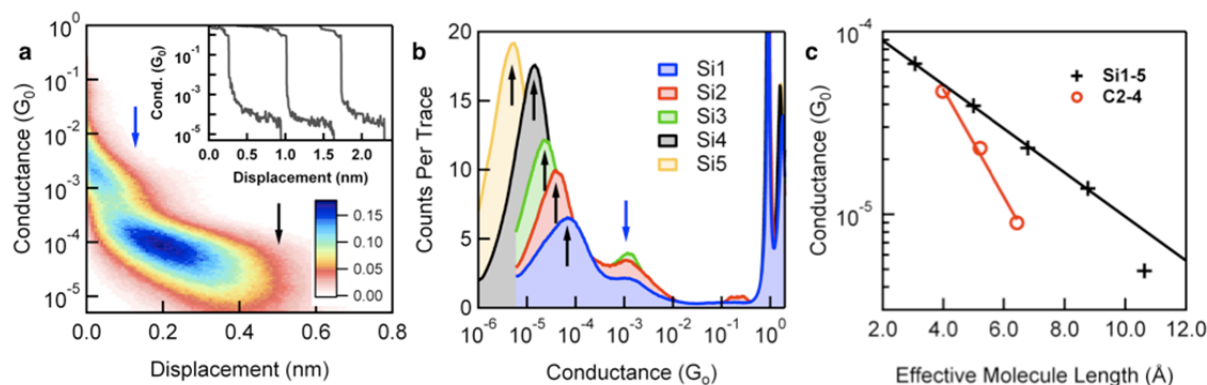 a
Conductance (G0)
10^0
10^-1
10^-2
10^-3
10^-4
10^-5
0.0 0.2 0.4 0.6 0.8
Displacement (nm)
Cond. (G0)
10^-1
10^-3
10^-5
0.0 0.5 1.0 1.5 2.0
Displacement (nm)
0.15
0.10
0.05
0.00
b
Counts Per Trace
20
15
10
5
0
Si1
Si2
Si3
Si4
Si5
10^-6 10^-5 10^-4 10^-3 10^-2 10^-1 10^0
Conductance (Go)
c
Conductance (G0)
10^-4
10^-5
Si1-5
C2-4
2.0 4.0 6.0 8.0 10.0 12.0
Effective Molecule Length (Å)